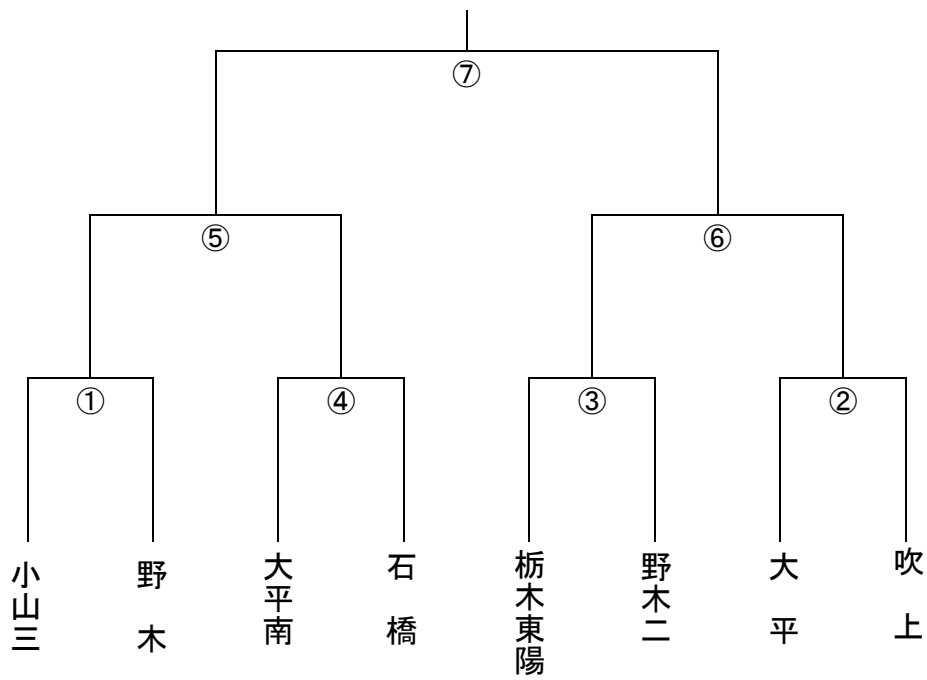 ⑦
⑤
⑥
①
④
③
②
小山三
野木
大平南
石橋
栃木東陽
野木二
大平
吹上